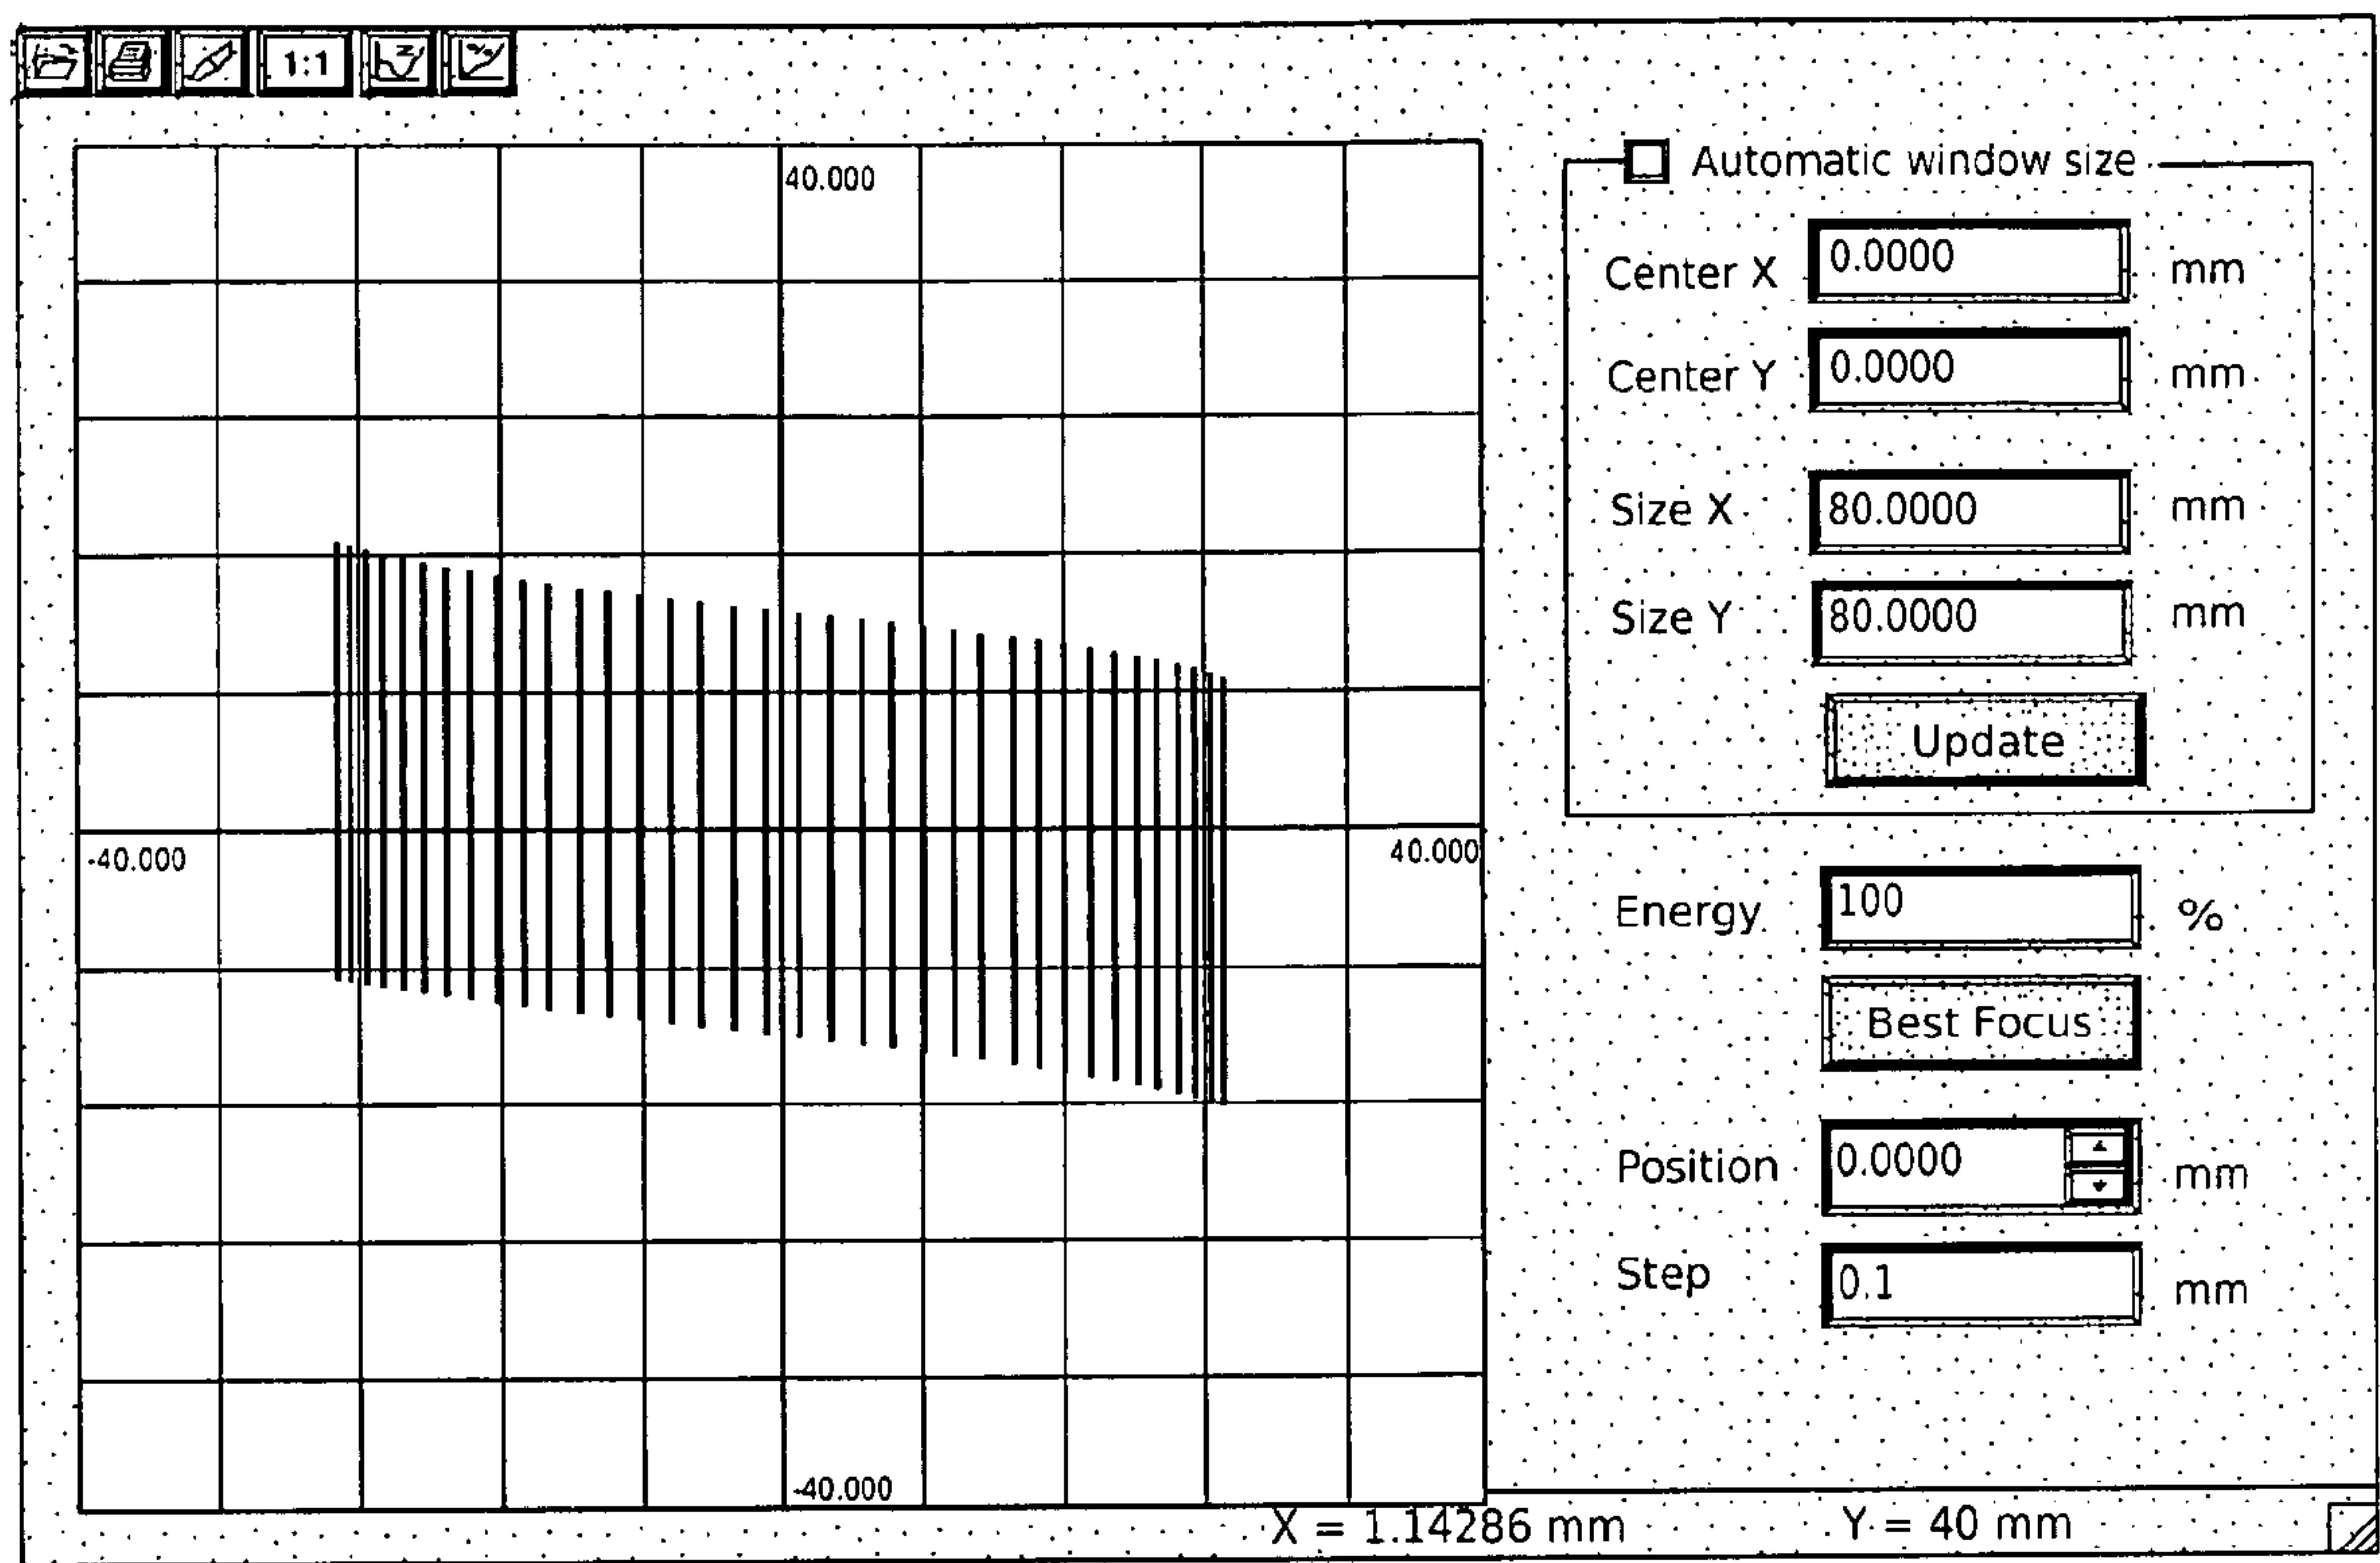 1:1
40.000
-40.000
40.000
-40.000
Automatic window size
Center X 0.0000 mm
Center Y 0.0000 mm
Size X 80.0000 mm
Size Y 80.0000 mm
Update
Energy 100 %
Best Focus
Position 0.0000 mm
Step 0.1 mm
X = 1.14286 mm Y = 40 mm